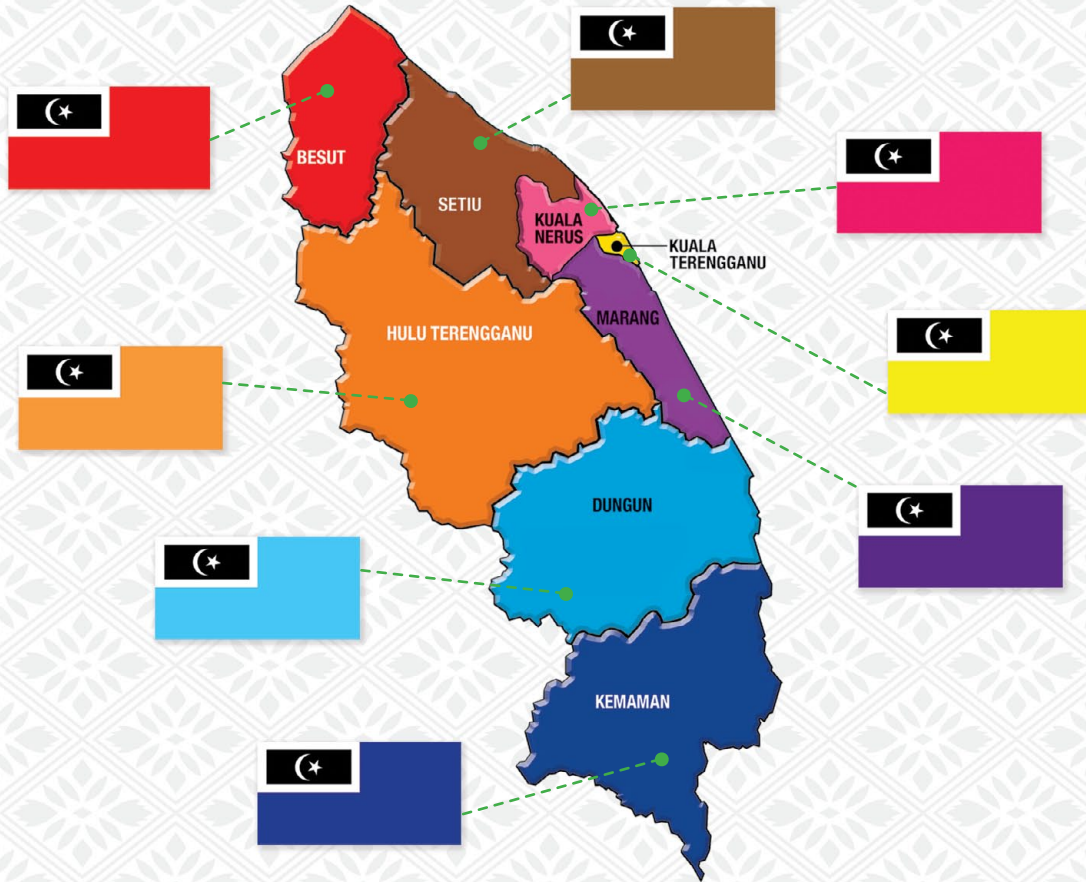 BESUT
SETIU
KUALA
NERUS
KUALA
TERENGGANU
MARANG
HULU TERENGGANU
DUNGUN
KEMAMAN